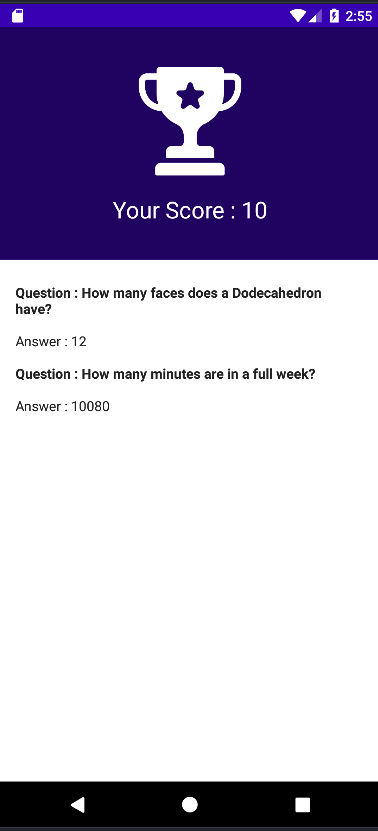 2:55
Your Score : 10
Question : How many faces does a Dodecahedron
have?
Answer : 12
Question : How many minutes are in a full week?
Answer : 10080